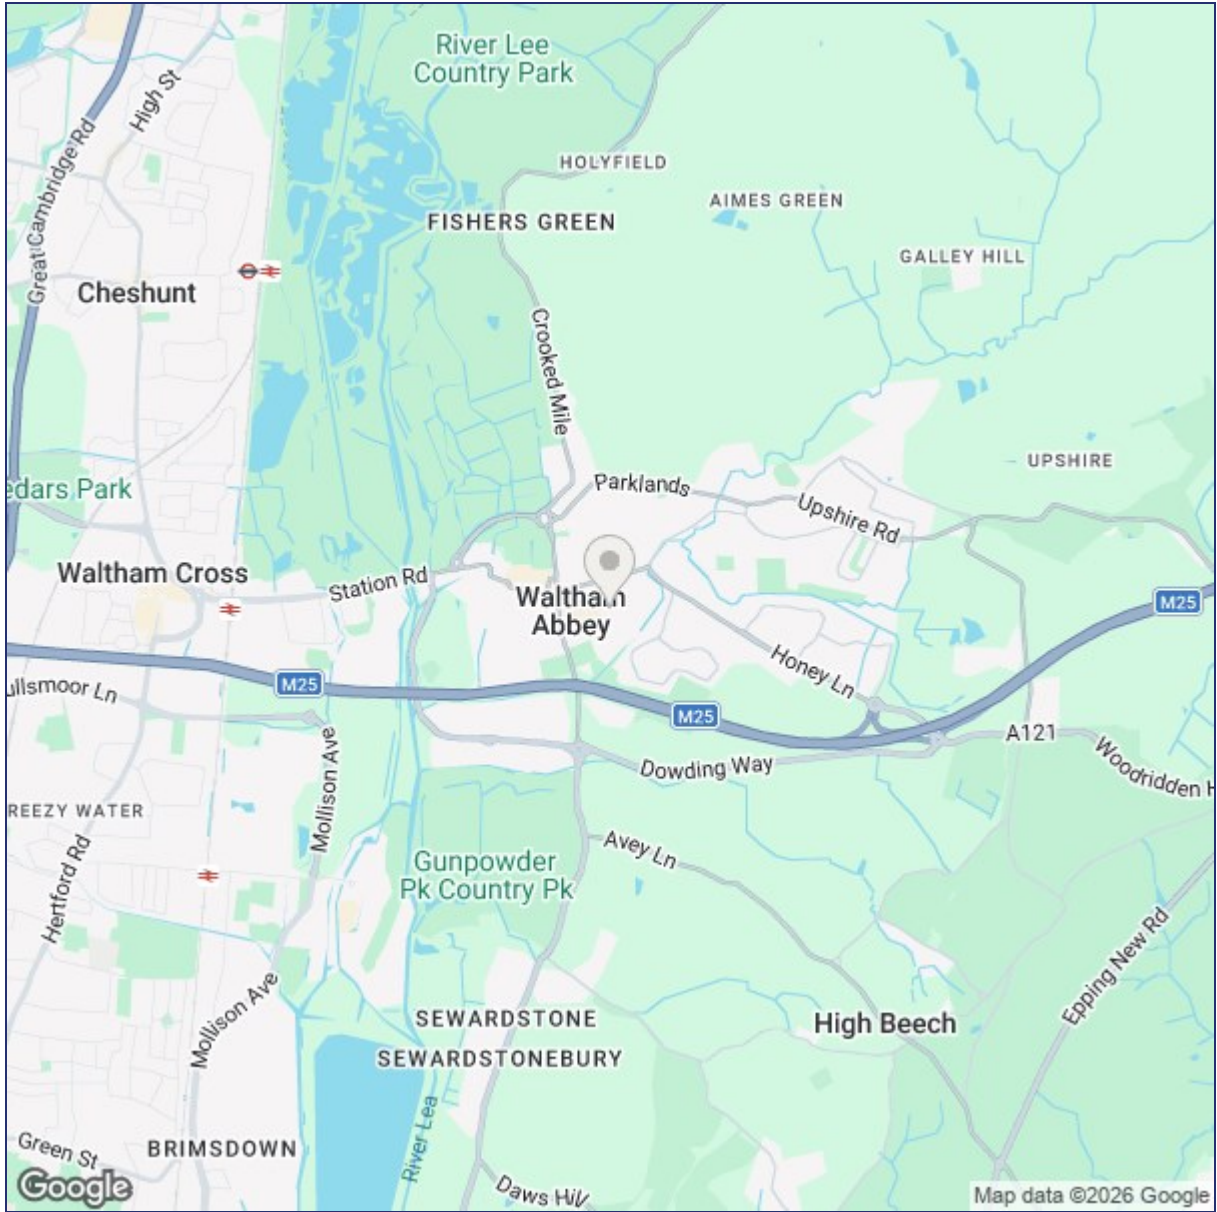 River Lee
Country Park
High St
HOLYFIELD
Great Cambridge Rd
AIMES GREEN
FISHERS GREEN
GALLEY HILL
Cheshunt
Crooked Mile
UPSHIRE
edars Park
Parklands
Upshire Rd
Waltham Cross
Station Rd
Waltham
Abbey
M25
Honey Ln
ullsmoor Ln
M25
M25
A121
Mollison Ave
Dowding Way
Woodridden H
REEZY WATER
Hertford Rd
Avey Ln
Gunpowder
Pk Country Pk
Epping New Rd
Mollison Ave
SEWARDSTONE
High Beech
SEWARDSTONEBURY
River Lea
Green St
BRIMSDOWN
Daws Hill
Google
Map data ©2026 Google